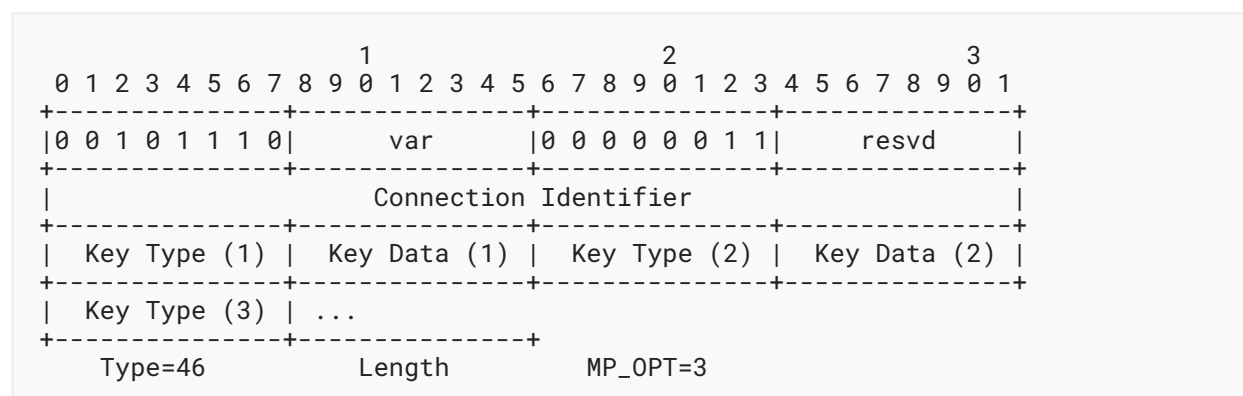 1                   2                   3
 0 1 2 3 4 5 6 7 8 9 0 1 2 3 4 5 6 7 8 9 0 1 2 3 4 5 6 7 8 9 0 1
+---------------+---------------+---------------+---------------+
|0 0 1 0 1 1 1 0|      var      |0 0 0 0 0 0 1 1|     resvd     |
+---------------+---------------+---------------+---------------+
|                     Connection Identifier                     |
+---------------+---------------+---------------+---------------+
|  Key Type (1) |  Key Data (1) |  Key Type (2) |  Key Data (2) |
+---------------+---------------+---------------+---------------+
|  Key Type (3) | ...
+---------------+---------------+
    Type=46          Length         MP_OPT=3